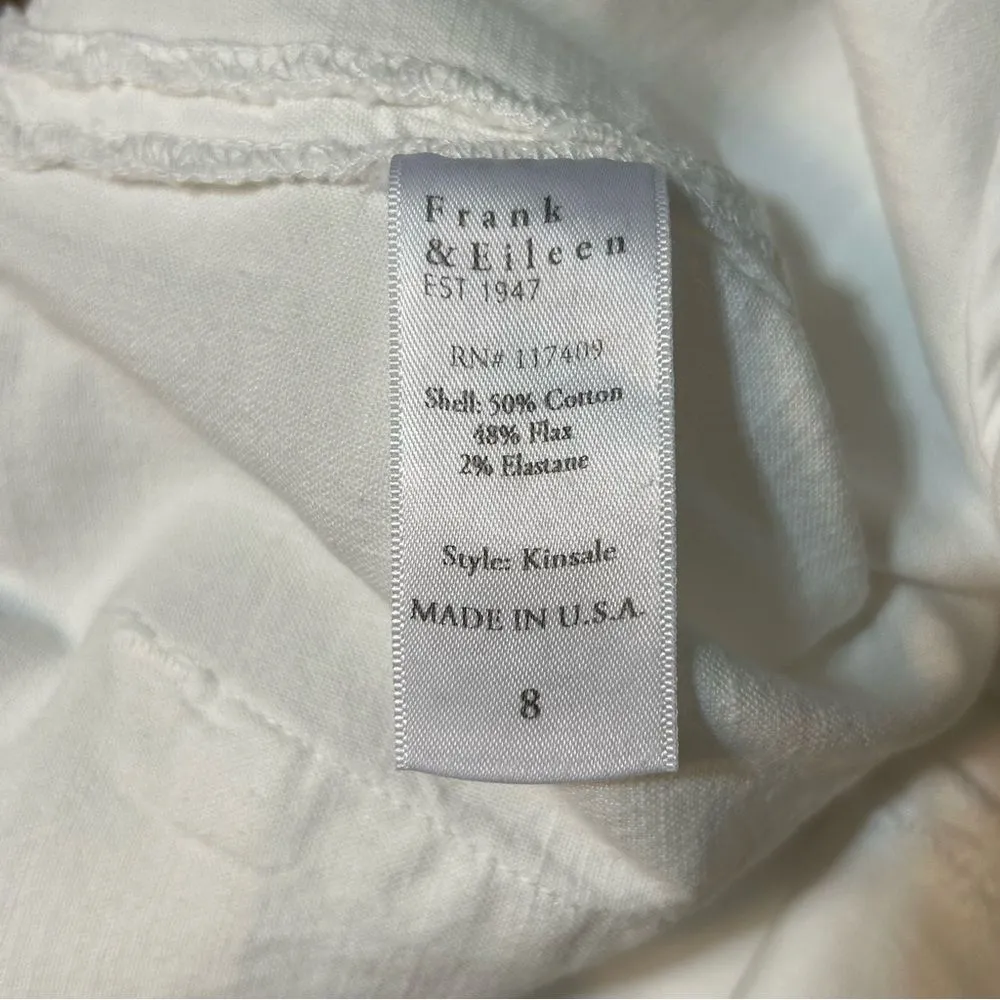 Frank
& Eileen
EST 1947
RN# 117409
Shell: 50% Cotton
48% Flax
2% Elastane
Style: Kinsale
MADE IN U.S.A.
8